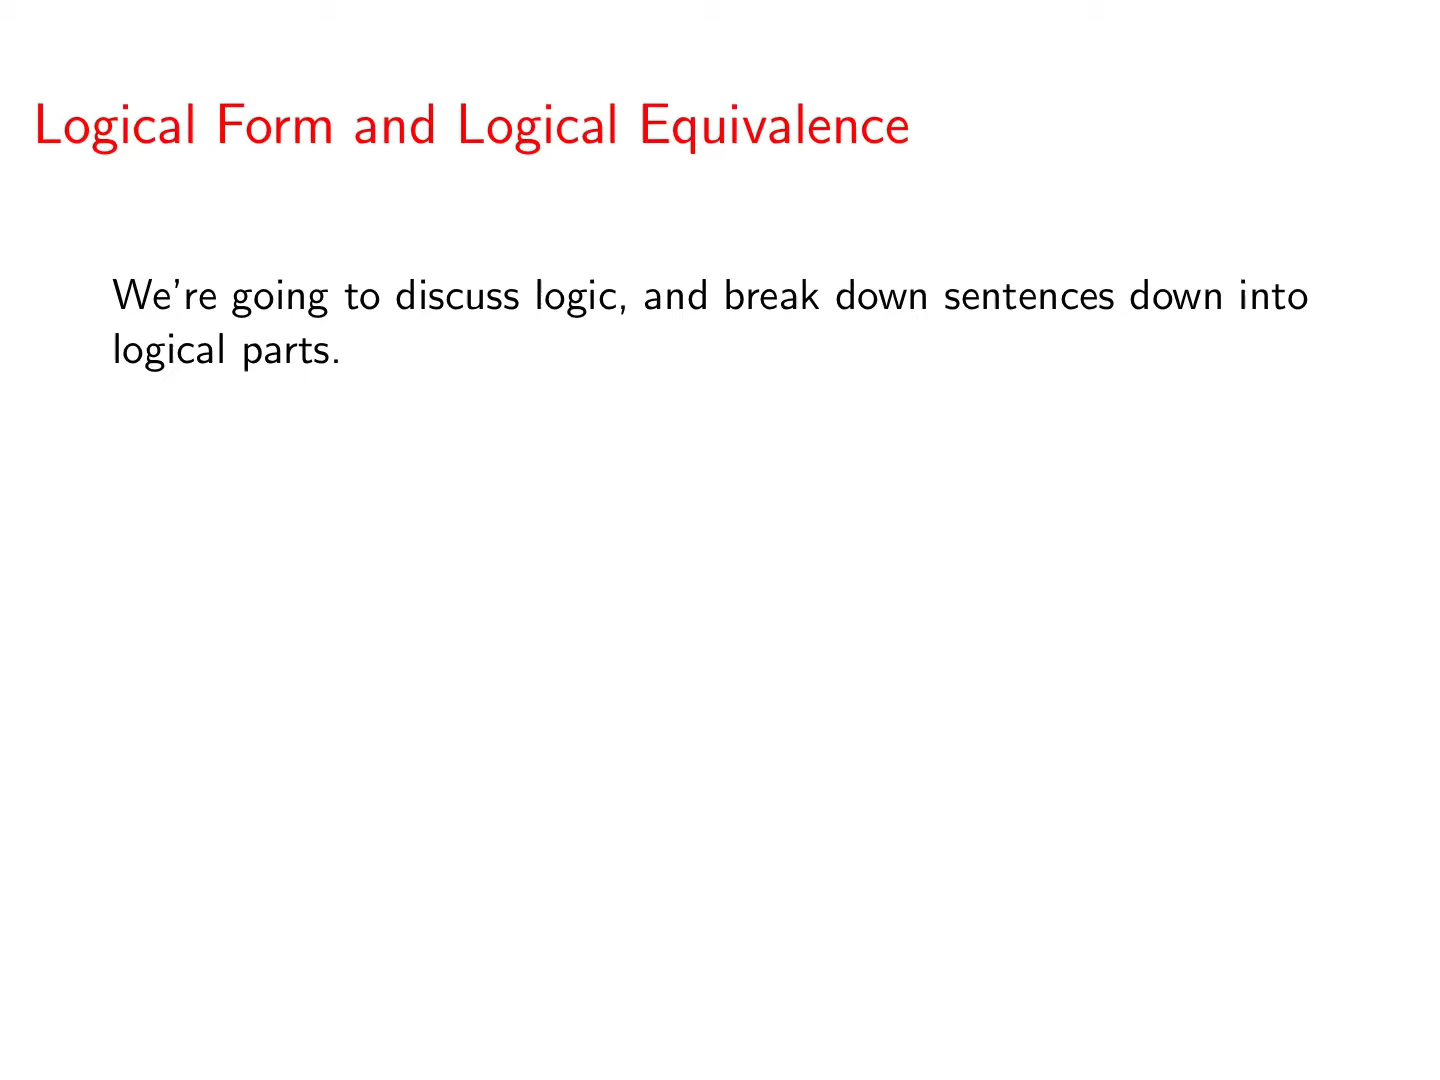 Logical Form and Logical Equivalence
We're going to discuss logic, and break down sentences down into
logical parts.